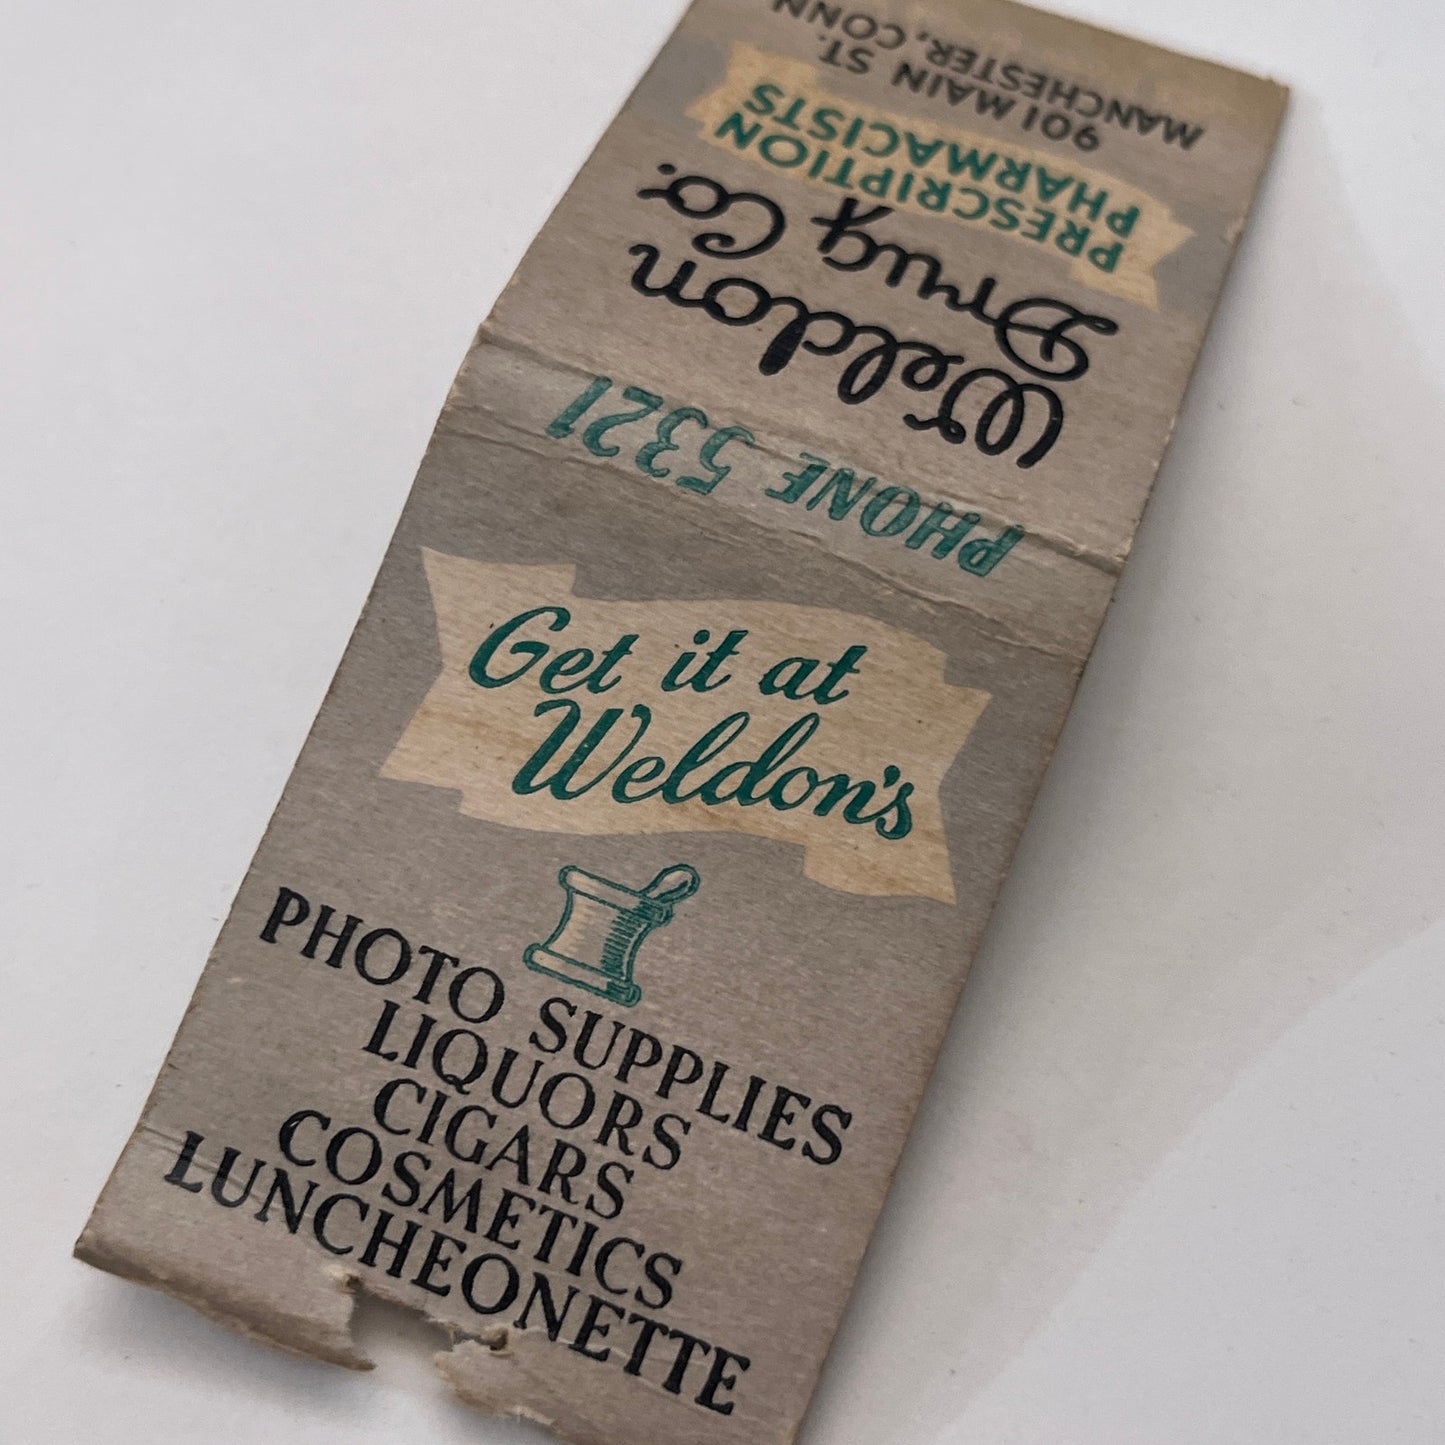 Get it at
Weldon's
PHOTO SUPPLIES
LIQUORS
CIGARS
COSMETICS
LUNCHEONETTE
PHONE 5321
Weldon
Drug Co.
PRESCRIPTION
PHARMACISTS
901 MAIN ST.
MANCHESTER, CONN